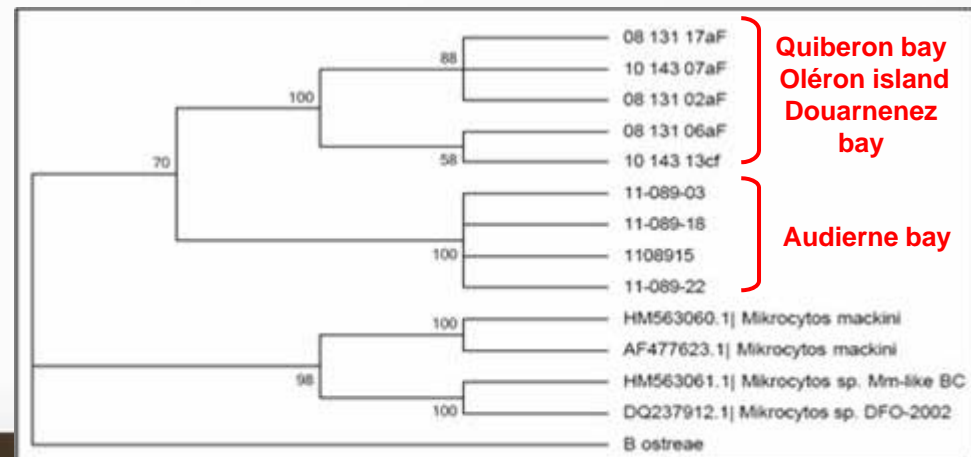 08 131 17aF
10 143 07aF
08 131 02aF
08 131 06aF
10 143 13cf
11-089-03
11-089-18
1108915
11-089-22
HM563060.1| Mikrocytos mackini
AF477623.1| Mikrocytos mackini
HM563061.1| Mikrocytos sp. Mm-like BC
DQ237912.1| Mikrocytos sp. DFO-2002
B ostreae
88
100
58
70
100
100
98
100
Quiberon bay
Oléron island
Douarnenez
bay
Audierne bay